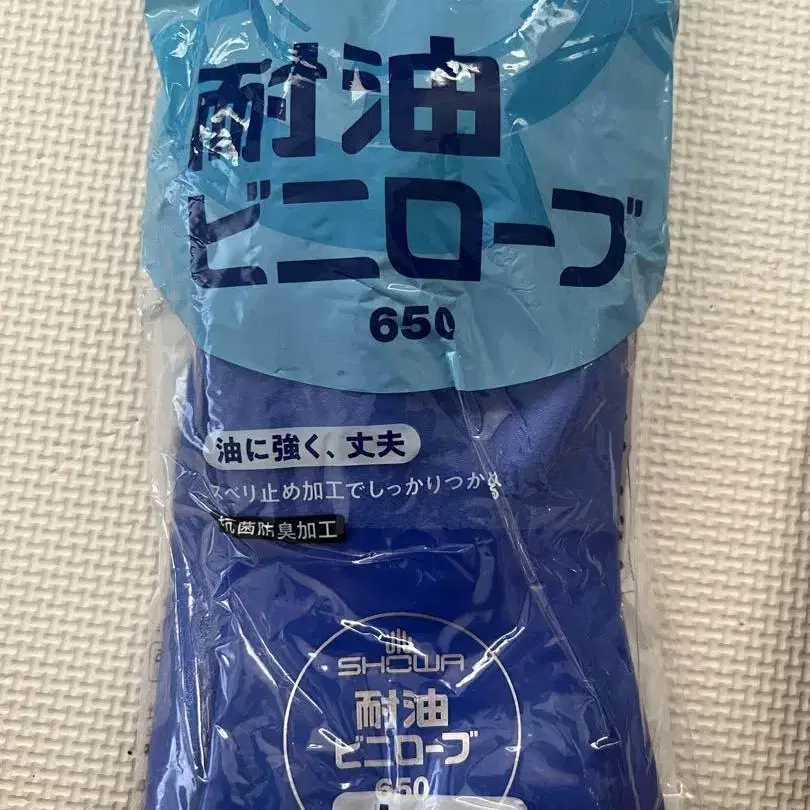 耐油
ビニローブ
650
油に強く、丈夫
スベリ止め加工でしっかりつかめる
抗菌防臭加工
SHOWA
耐油
ビニローブ
650